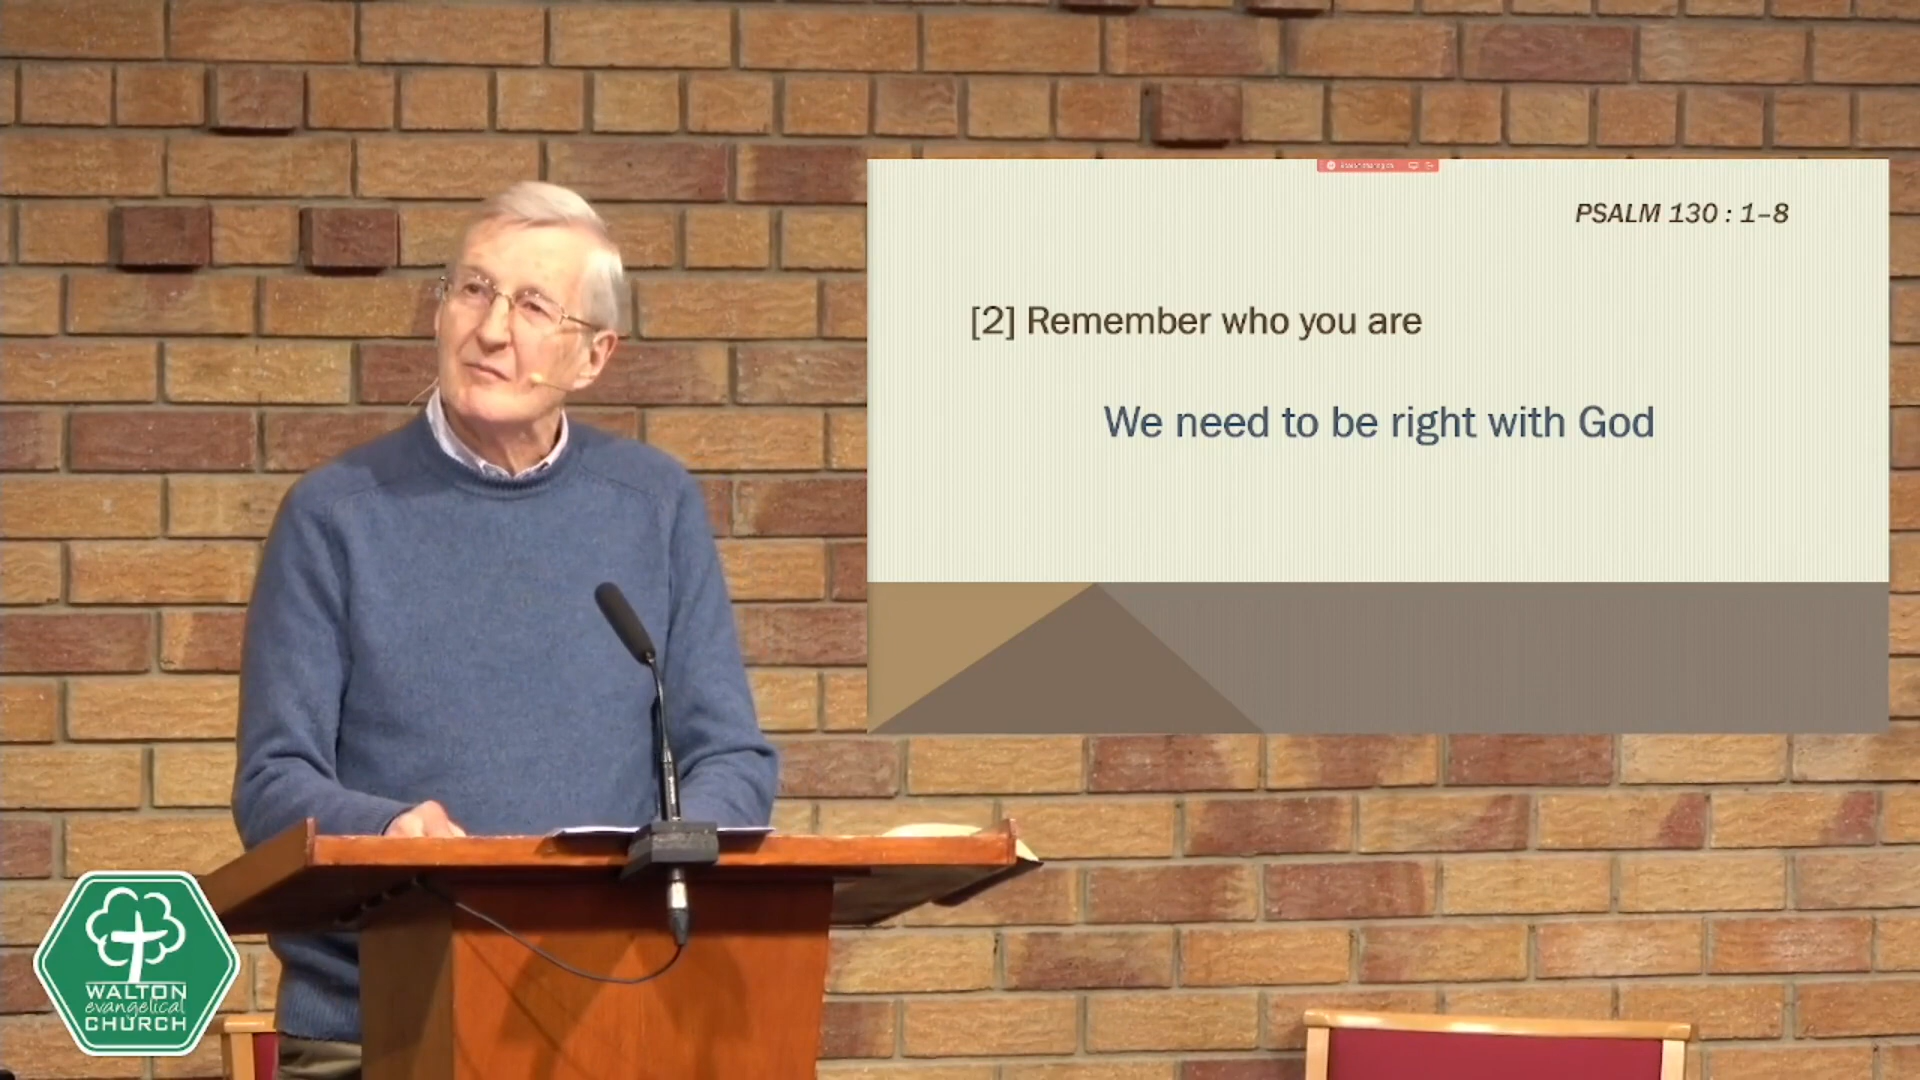 PSALM 130 : 1–8
[2] Remember who you are
We need to be right with God
WALTON
evangelical
CHURCH